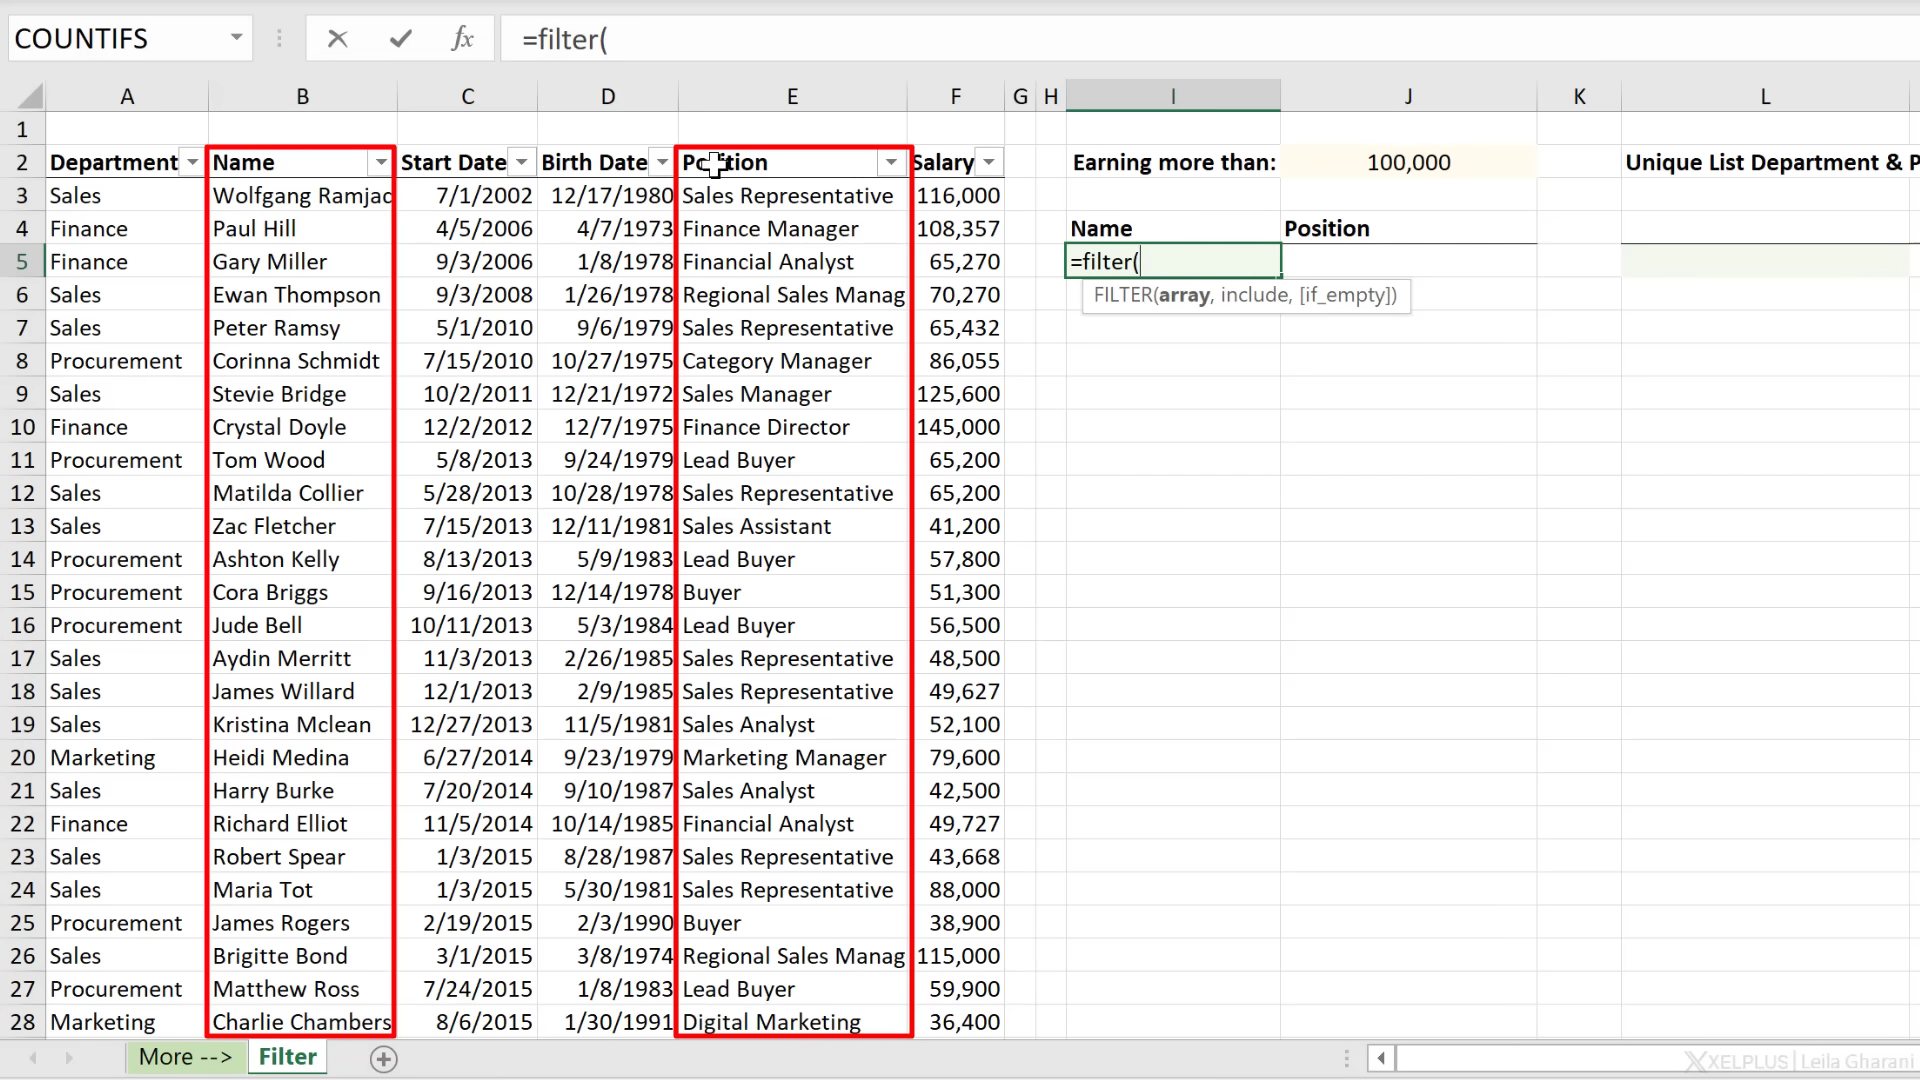 COUNTIFS fx =filter(
A B C D E F G H I J K L
1
2 Department Name Start Date Birth Date Salary Earning more than: 100,000 Unique List Department & P
3 Sales Wolfgang Ramjac 7/1/2002 12/17/1980 Sales Representative 116,000
4 Finance Paul Hill 4/5/2006 4/7/1973 Finance Manager 108,357 Name Position
5 Finance Gary Miller 9/3/2006 1/8/1978 Financial Analyst 65,270 =filter(
6 Sales Ewan Thompson 9/3/2008 1/26/1978 Regional Sales Manag 70,270 FILTER(array, include, [if_empty])
7 Sales Peter Ramsy 5/1/2010 9/6/1979 Sales Representative 65,432
8 Procurement Corinna Schmidt 7/15/2010 10/27/1975 Category Manager 86,055
9 Sales Stevie Bridge 10/2/2011 12/21/1972 Sales Manager 125,600
10 Finance Crystal Doyle 12/2/2012 12/7/1975 Finance Director 145,000
11 Procurement Tom Wood 5/8/2013 9/24/1979 Lead Buyer 65,200
12 Sales Matilda Collier 5/28/2013 10/28/1978 Sales Representative 65,200
13 Sales Zac Fletcher 7/15/2013 12/11/1981 Sales Assistant 41,200
14 Procurement Ashton Kelly 8/13/2013 5/9/1983 Lead Buyer 57,800
15 Procurement Cora Briggs 9/16/2013 12/14/1978 Buyer 51,300
16 Procurement Jude Bell 10/11/2013 5/3/1984 Lead Buyer 56,500
17 Sales Aydin Merritt 11/3/2013 2/26/1985 Sales Representative 48,500
18 Sales James Willard 12/1/2013 2/9/1985 Sales Representative 49,627
19 Sales Kristina Mclean 12/27/2013 11/5/1981 Sales Analyst 52,100
20 Marketing Heidi Medina 6/27/2014 9/23/1979 Marketing Manager 79,600
21 Sales Harry Burke 7/20/2014 9/10/1987 Sales Analyst 42,500
22 Finance Richard Elliot 11/5/2014 10/14/1985 Financial Analyst 49,727
23 Sales Robert Spear 1/3/2015 8/28/1987 Sales Representative 43,668
24 Sales Maria Tot 1/3/2015 5/30/1981 Sales Representative 88,000
25 Procurement James Rogers 2/19/2015 2/3/1990 Buyer 38,900
26 Sales Brigitte Bond 3/1/2015 3/8/1974 Regional Sales Manag 115,000
27 Procurement Matthew Ross 7/24/2015 1/8/1983 Lead Buyer 59,900
28 Marketing Charlie Chambers 8/6/2015 1/30/1991 Digital Marketing 36,400
More --> Filter XELPLUS | Leila Gharani